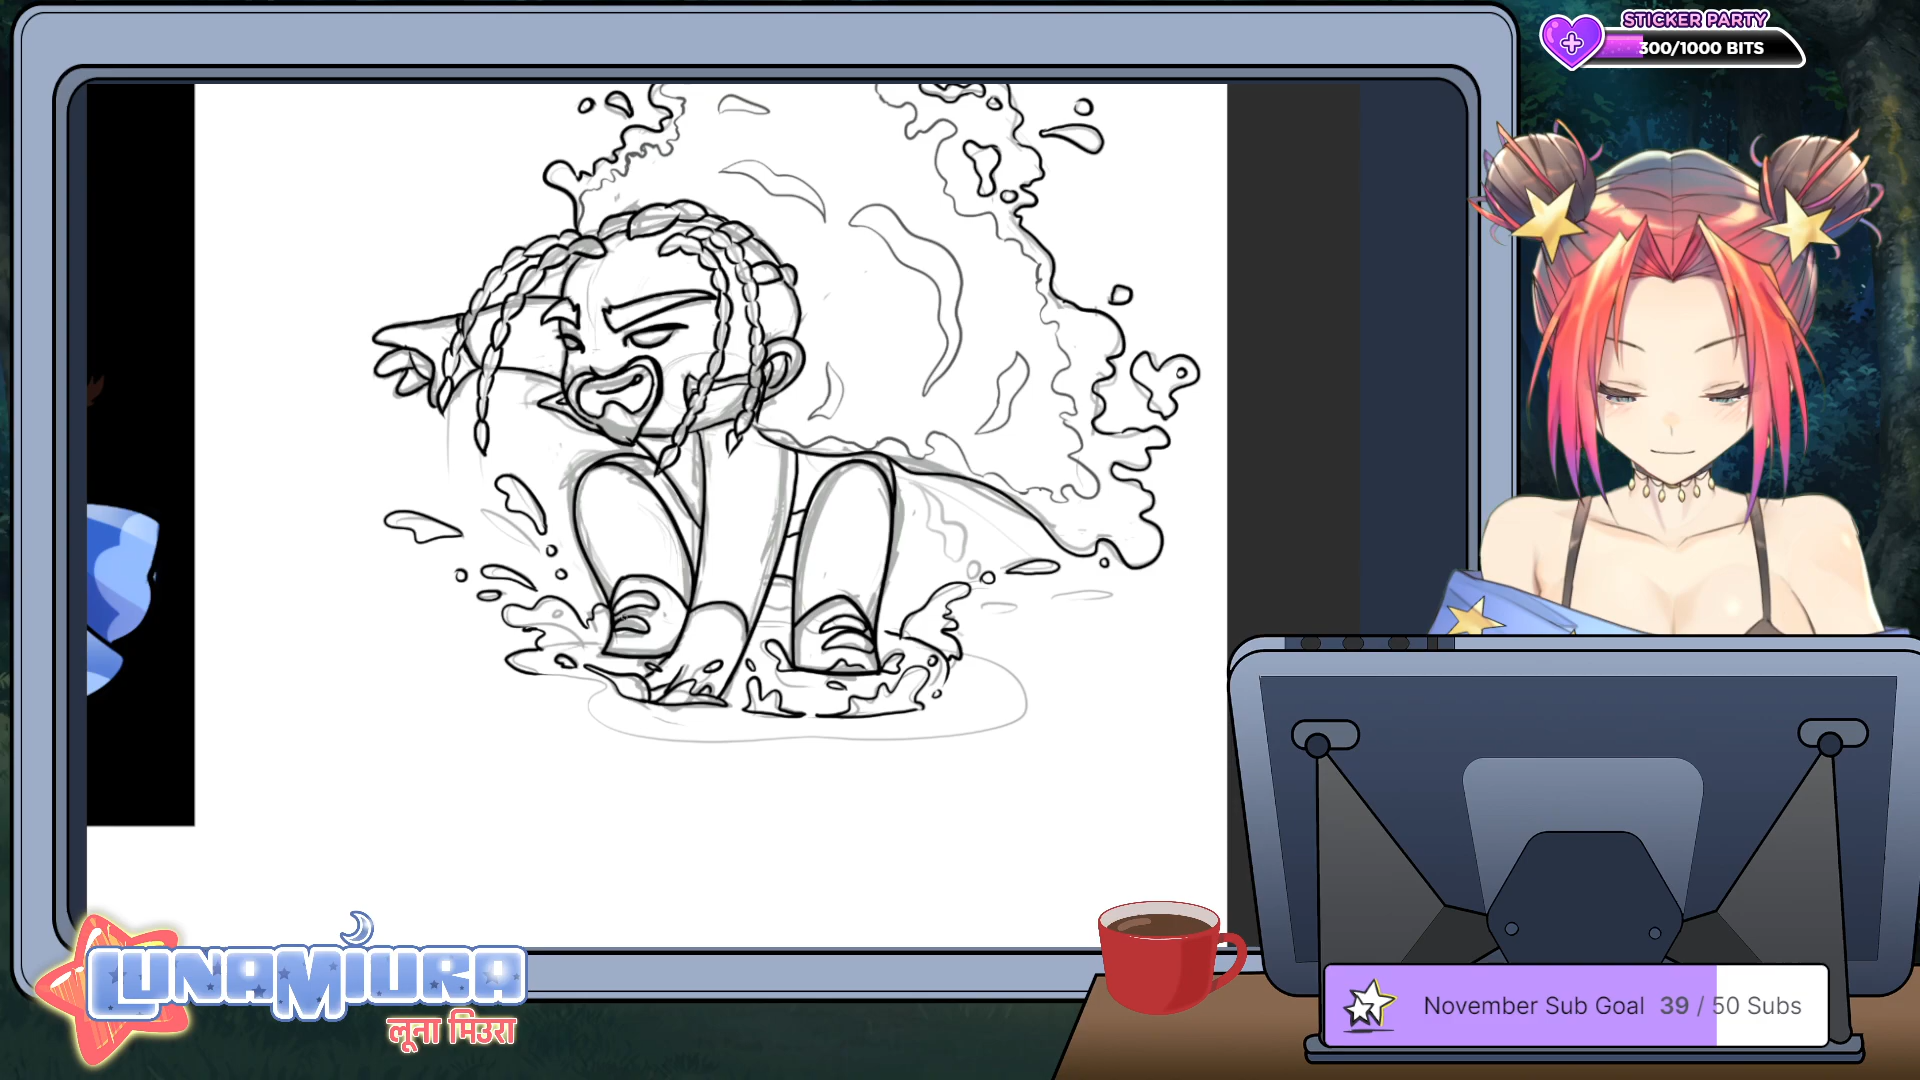 STICKER PARTY
300/1000 BITS
LUNAMIURA
लूना मिउरा
November Sub Goal 39 / 50 Subs